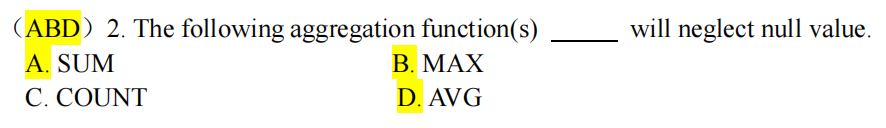 （ABD）2. The following aggregation function(s) ______ will neglect null value.
A. SUM B. MAX
C. COUNT D. AVG